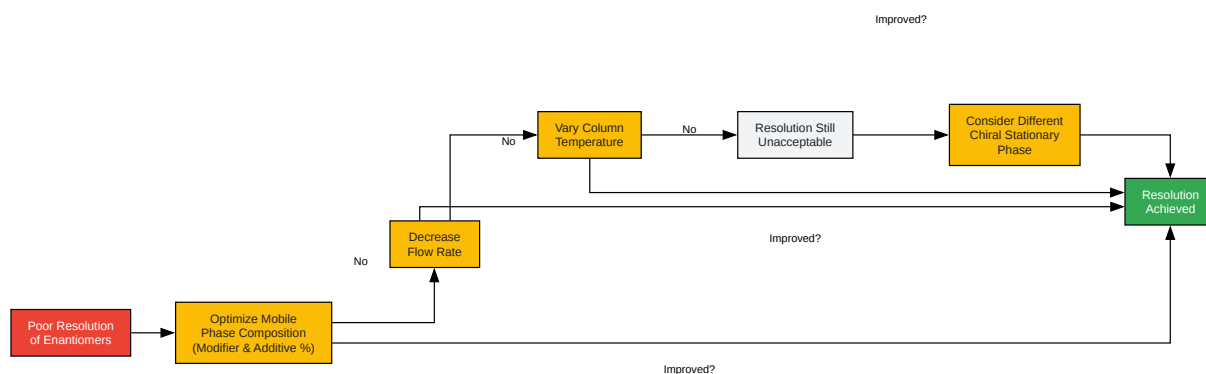 Improved?
Vary Column
Temperature
No
No
Resolution Still
Unacceptable
Consider Different
Chiral Stationary
Phase
Resolution
Achieved
Decrease
Flow Rate
Improved?
No
Poor Resolution
of Enantiomers
Optimize Mobile
Phase Composition
(Modifier & Additive %)
Improved?